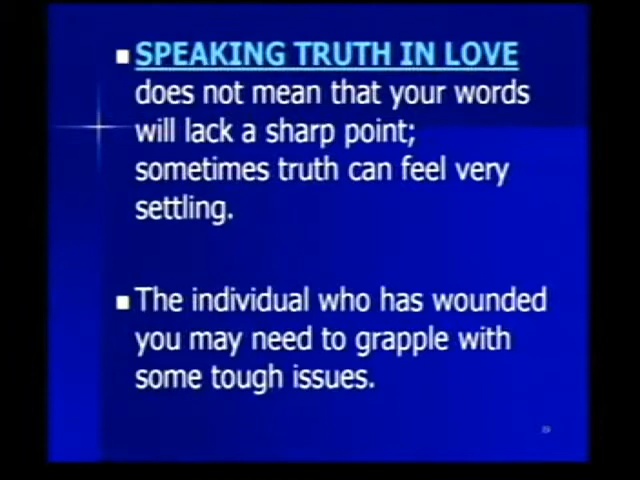 SPEAKING TRUTH IN LOVE
does not mean that your words
will lack a sharp point;
sometimes truth can feel very
settling.
The individual who has wounded
you may need to grapple with
some tough issues.